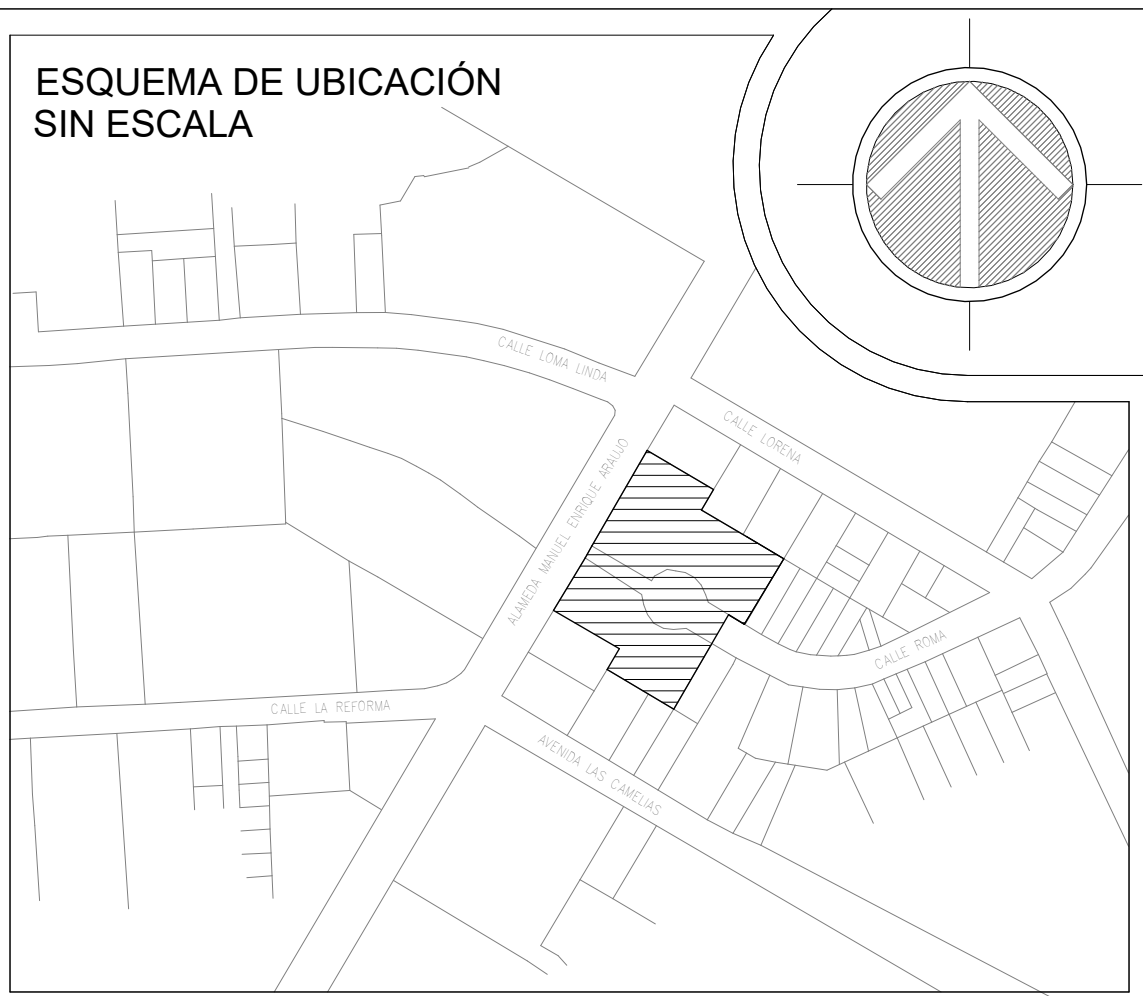 ESQUEMA DE UBICACIÓN
SIN ESCALA
CALLE LOMA LINDA
CALLE LORENA
ALAMEDA MANUEL ENRIQUE ARAUJO
CALLE ROMA
CALLE LA REFORMA
AVENIDA LAS CAMELIAS